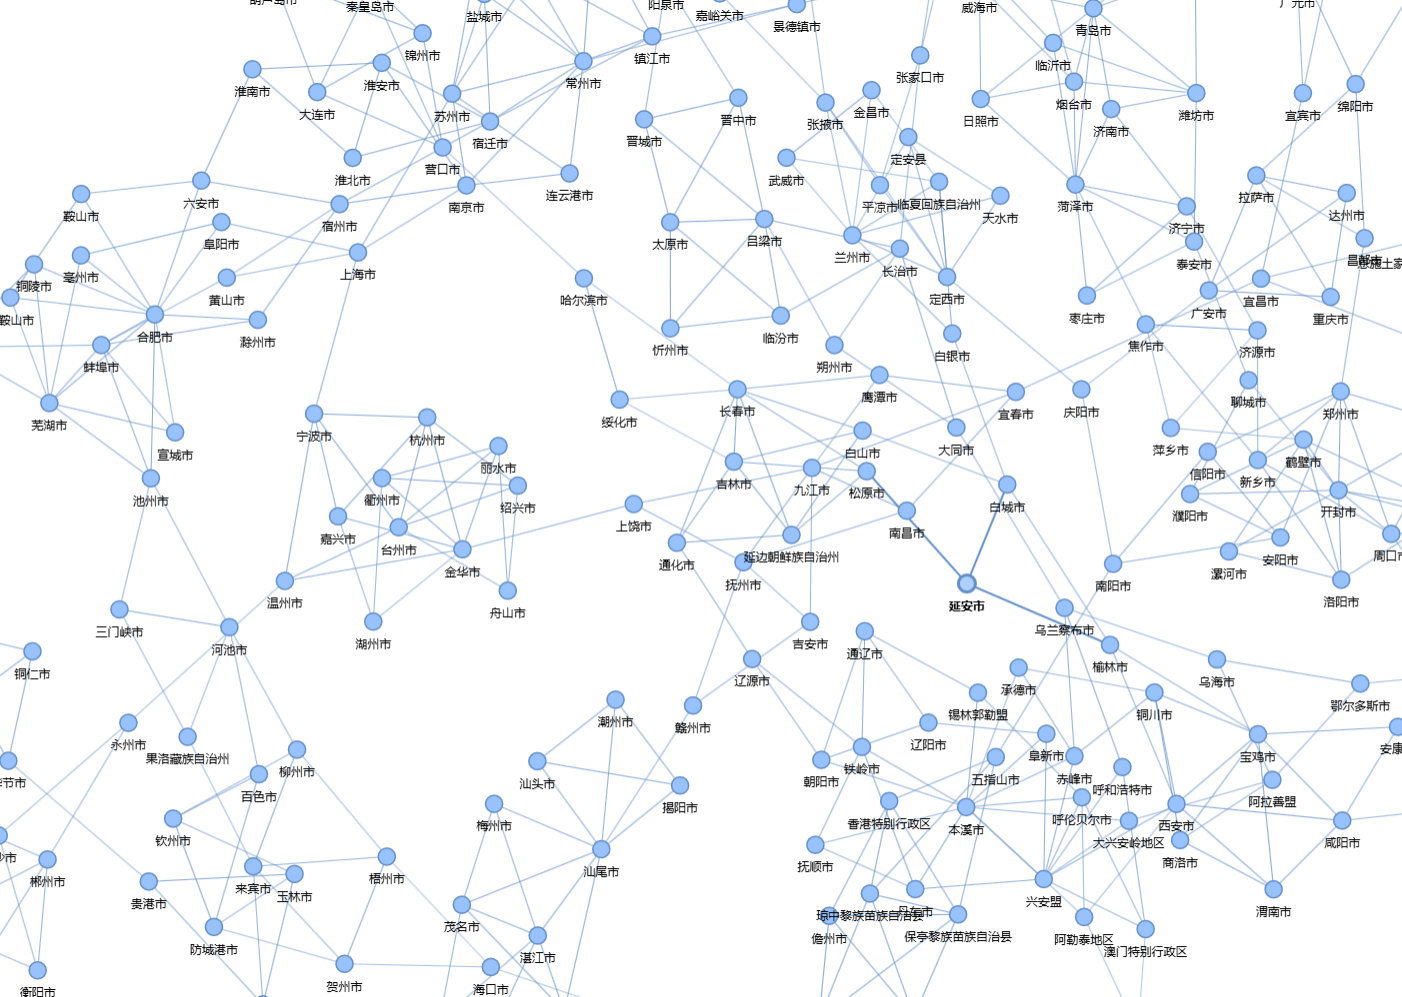 葫芦岛市
秦皇岛市
盐城市
阳泉市
嘉峪关市
景德镇市
威海市
青岛市
广元市
锦州市
镇江市
临沂市
张家口市
淮南市
大连市
淮安市
苏州市
宿迁市
常州市
晋中市
晋城市
张掖市
金昌市
日照市
烟台市
济南市
潍坊市
宜宾市
绵阳市
淮北市
营口市
连云港市
武威市
定安县
鞍山市
六安市
宿州市
南京市
平凉市
临夏回族自治州
天水市
菏泽市
济宁市
拉萨市
达州市
阜阳市
太原市
吕梁市
兰州市
长治市
泰安市
昌都市
亳州市
铜陵市
上海市
黄山市
哈尔滨市
定西市
枣庄市
广安市
宜昌市
重庆市
鞍山市
合肥市
滁州市
忻州市
临汾市
白银市
焦作市
济源市
蚌埠市
朔州市
鹰潭市
聊城市
芜湖市
绥化市
长春市
宜春市
庆阳市
郑州市
宣城市
宁波市
杭州市
白山市
大同市
萍乡市
信阳市
鹤壁市
丽水市
池州市
衢州市
绍兴市
吉林市
九江市
松原市
白城市
新乡市
濮阳市
开封市
嘉兴市
台州市
上饶市
南昌市
金华市
通化市
延边朝鲜族自治州
抚州市
漯河市
安阳市
周口市
温州市
舟山市
延安市
南阳市
洛阳市
三门峡市
河池市
湖州市
吉安市
通辽市
乌兰察布市
榆林市
铜仁市
辽源市
承德市
乌海市
潮州市
赣州市
锡林郭勒盟
铜川市
鄂尔多斯市
永州市
果洛藏族自治州
辽阳市
阜新市
宝鸡市
安康
毕节市
柳州市
汕头市
朝阳市
铁岭市
五指山市
赤峰市
呼和浩特市
百色市
揭阳市
阿拉善盟
钦州市
梅州市
香港特别行政区
本溪市
呼伦贝尔市
大兴安岭地区
西安市
咸阳市
沙市
郴州市
来宾市
玉林市
梧州市
汕尾市
抚顺市
商洛市
贵港市
兴安盟
渭南市
防城港市
茂名市
琼中黎族苗族自治县
丹东市
儋州市
保亭黎族苗族自治县
阿勒泰地区
澳门特别行政区
衡阳市
贺州市
湛江市
海口市